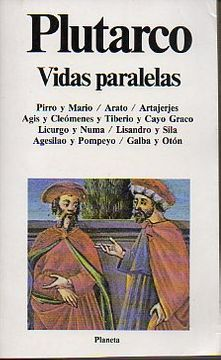 Plutarco
Vidas paralelas
Pirro y Mario / Arato / Artajerjes
Agis y Cleómenes y Tiberio y Cayo Graco
Licurgo y Numa / Lisandro y Sila
Agesilao y Pompeyo / Galba y Otón
Planeta